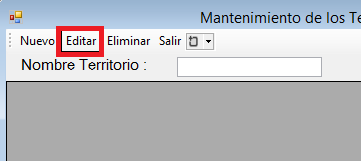 Mantenimiento de los Te
Nuevo Editar Eliminar Salir
Nombre Territorio :